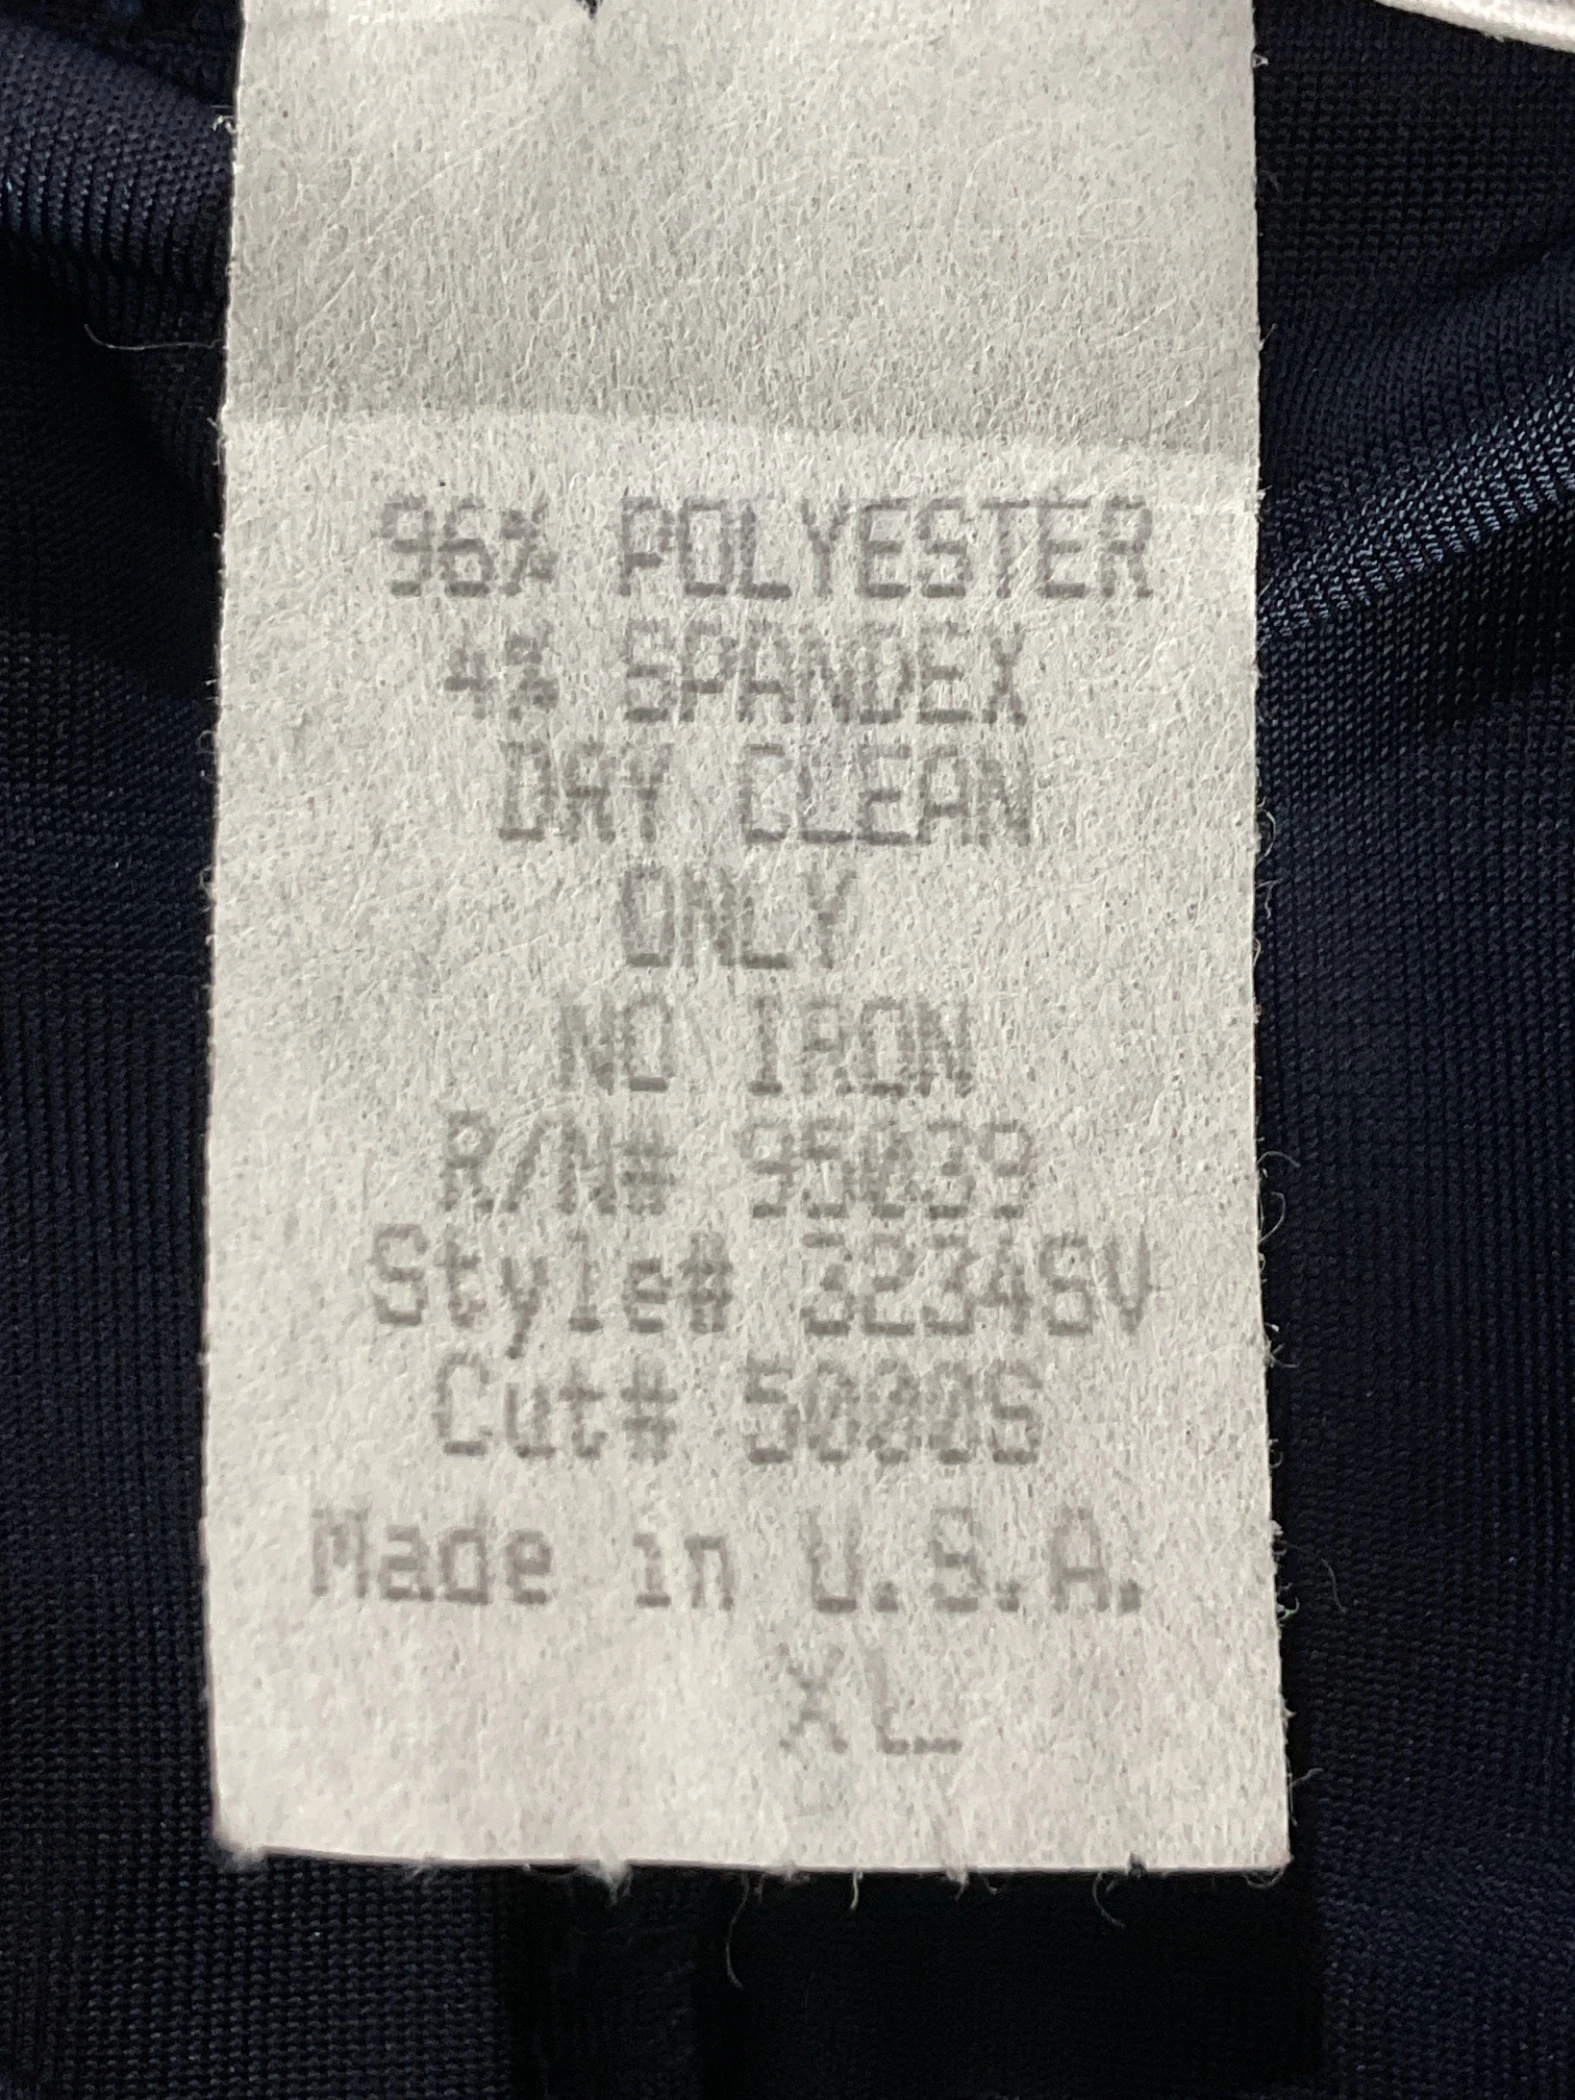 96% POLYESTER
4% SPANDEX
DRY CLEAN
ONLY
NO IRON
R/N# 95039
Style# 3234SV
Cut# 5000S
Made in U.S.A.
XL